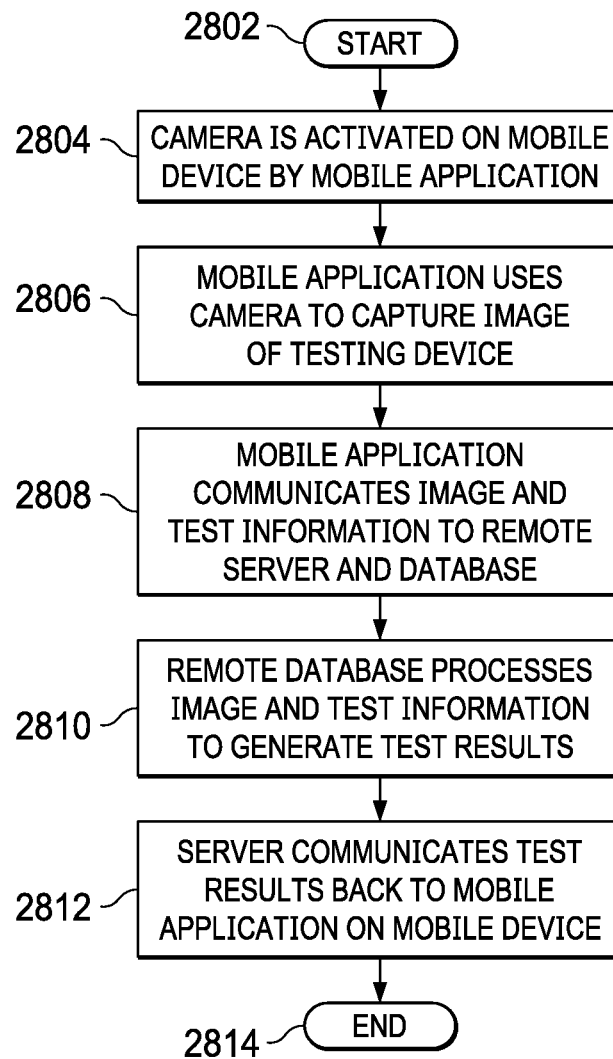 2802
START
2804
CAMERA IS ACTIVATED ON MOBILE
DEVICE BY MOBILE APPLICATION
2806
MOBILE APPLICATION USES
CAMERA TO CAPTURE IMAGE
OF TESTING DEVICE
2808
MOBILE APPLICATION
COMMUNICATES IMAGE AND
TEST INFORMATION TO REMOTE
SERVER AND DATABASE
2810
REMOTE DATABASE PROCESSES
IMAGE AND TEST INFORMATION
TO GENERATE TEST RESULTS
2812
SERVER COMMUNICATES TEST
RESULTS BACK TO MOBILE
APPLICATION ON MOBILE DEVICE
2814
END